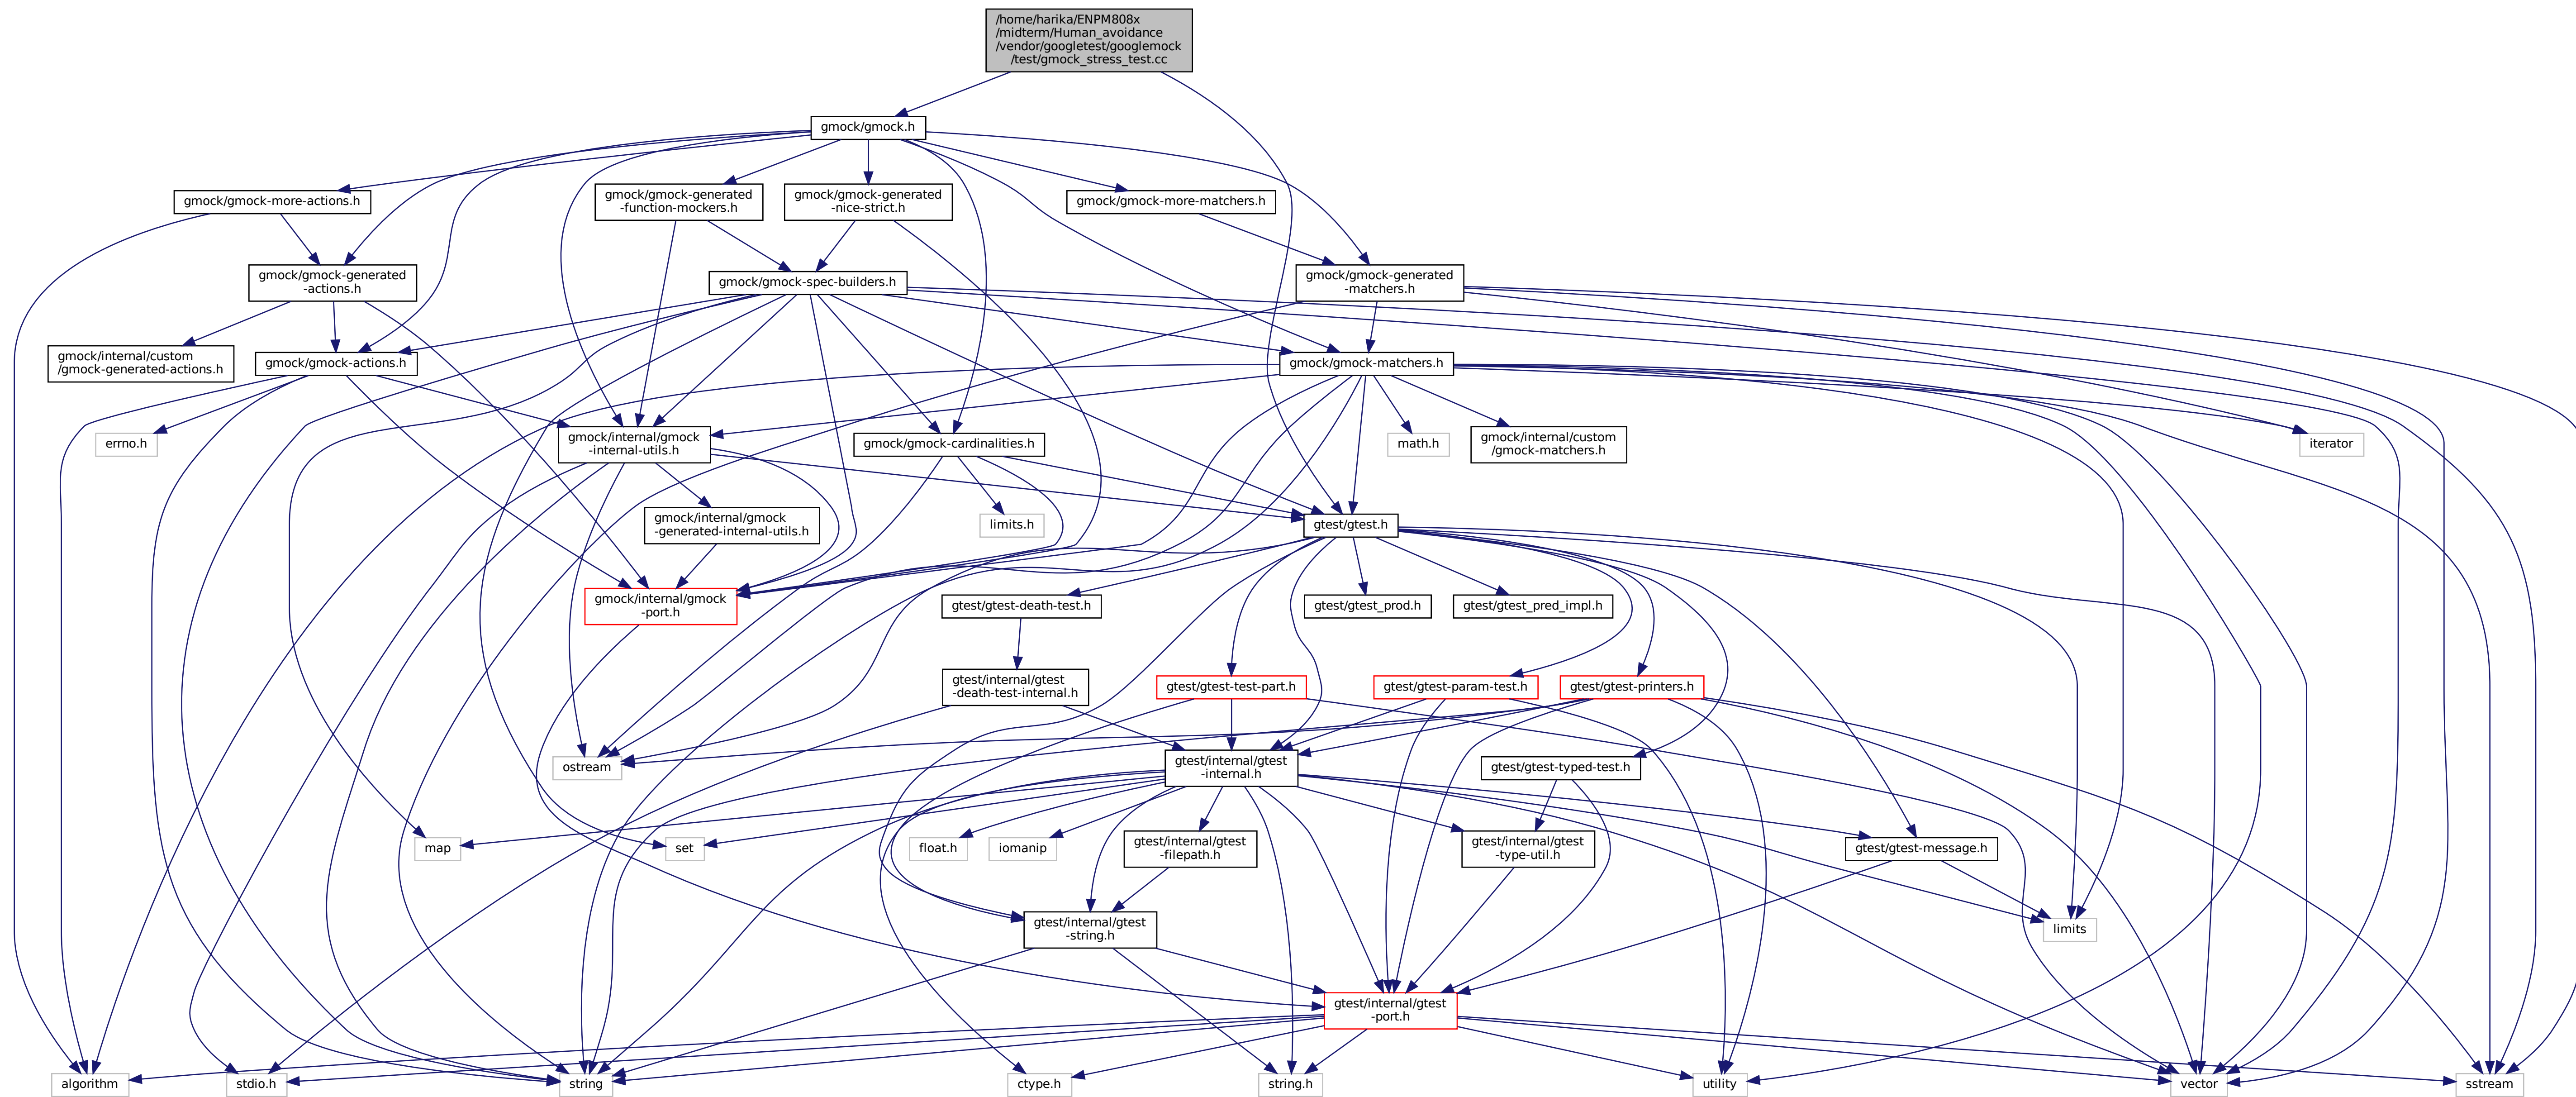 /home/harika/ENPM808x
/midterm/Human_avoidance
/vendor/googletest/googlemock
/test/gmock_stress_test.cc
gmock/gmock.h
gmock/gmock-more-actions.h
gmock/gmock-generated
-function-mockers.h
gmock/gmock-generated
-nice-strict.h
gmock/gmock-more-matchers.h
gmock/gmock-generated
-actions.h
gmock/gmock-spec-builders.h
gmock/gmock-generated
-matchers.h
gmock/internal/custom
/gmock-generated-actions.h
gmock/gmock-actions.h
gmock/gmock-matchers.h
errno.h
gmock/internal/gmock
-internal-utils.h
gmock/gmock-cardinalities.h
math.h
gmock/internal/custom
/gmock-matchers.h
iterator
gmock/internal/gmock
-generated-internal-utils.h
limits.h
gtest/gtest.h
gmock/internal/gmock
-port.h
gtest/gtest-death-test.h
gtest/gtest_prod.h
gtest/gtest_pred_impl.h
gtest/internal/gtest
-death-test-internal.h
gtest/gtest-test-part.h
gtest/gtest-param-test.h
gtest/gtest-printers.h
ostream
gtest/internal/gtest
-internal.h
gtest/gtest-typed-test.h
map
set
float.h
iomanip
gtest/internal/gtest
-filepath.h
gtest/internal/gtest
-type-util.h
gtest/gtest-message.h
gtest/internal/gtest
-string.h
limits
gtest/internal/gtest
-port.h
algorithm
stdio.h
string
ctype.h
string.h
utility
vector
sstream